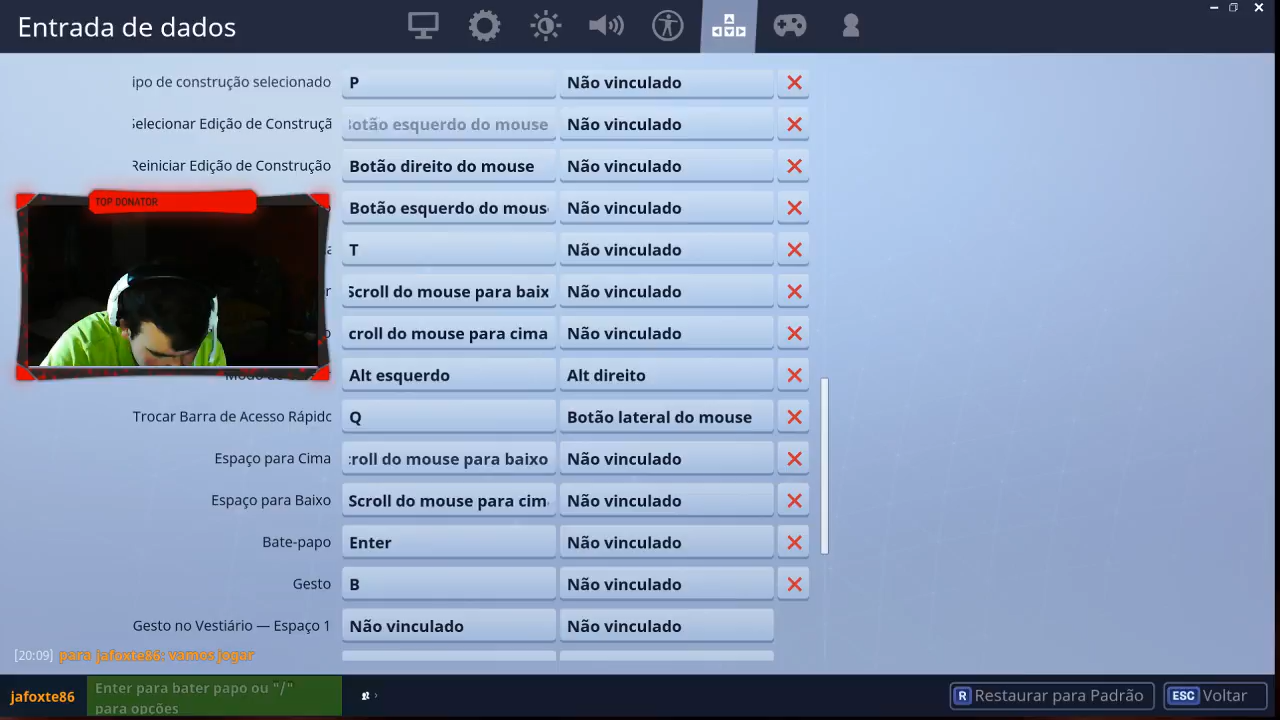 Entrada de dados
ipo de construção selecionado P Não vinculado
Selecionar Edição de Construçã Botão esquerdo do mouse Não vinculado
Reiniciar Edição de Construção Botão direito do mouse Não vinculado
TOP DONATOR
Botão esquerdo do mous Não vinculado
T Não vinculado
Scroll do mouse para baix Não vinculado
croll do mouse para cima Não vinculado
Alt esquerdo Alt direito
Trocar Barra de Acesso Rápido Q Botão lateral do mouse
Espaço para Cima croll do mouse para baixo Não vinculado
Espaço para Baixo Scroll do mouse para cim Não vinculado
Bate-papo Enter Não vinculado
Gesto B Não vinculado
Gesto no Vestiário — Espaço 1 Não vinculado Não vinculado
[20:09] para jafoxte86: vamos jogar
jafoxte86 Enter para bater papo ou "/"
para opções
R Restaurar para Padrão ESC Voltar